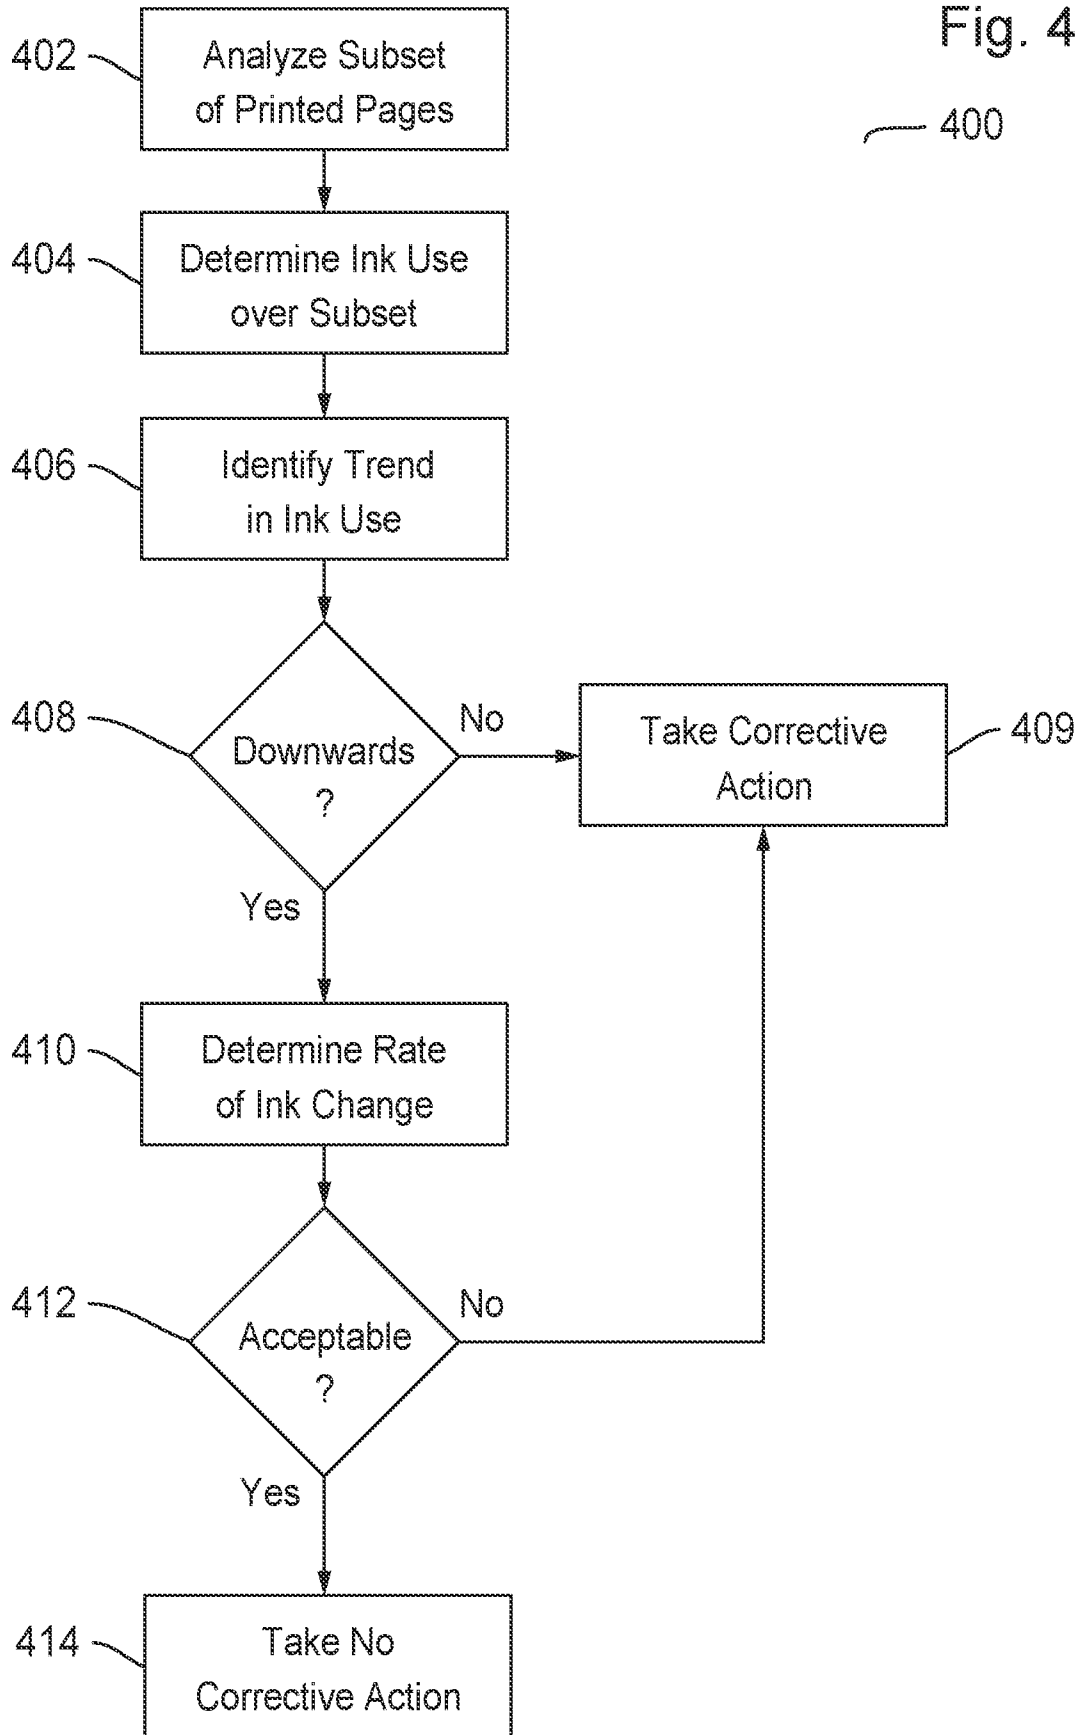 Fig. 4
400
402
Analyze Subset
of Printed Pages
404
Determine Ink Use
over Subset
406
Identify Trend
in Ink Use
408
Downwards
?
No
Take Corrective
Action
409
Yes
410
Determine Rate
of Ink Change
412
Acceptable
?
No
Yes
414
Take No
Corrective Action